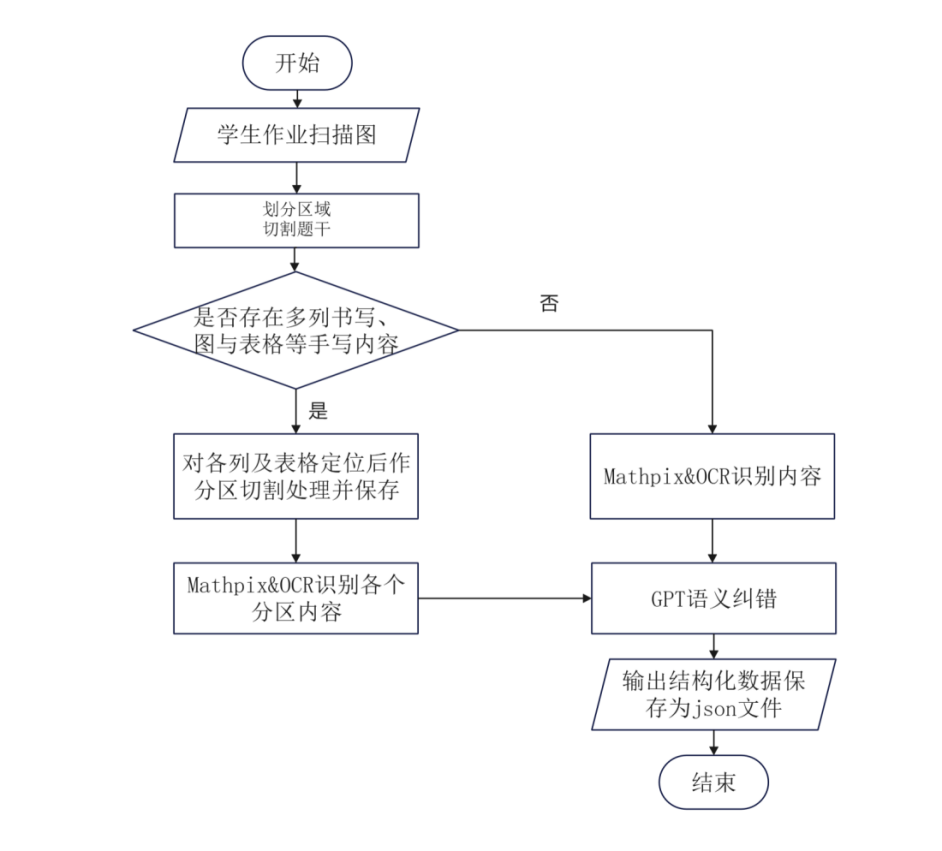 开始
学生作业扫描图
划分区域
切割题干
是否存在多列书写、
图与表格等手写内容
否
是
对各列及表格定位后作
分区切割处理并保存
Mathpix&OCR识别内容
Mathpix&OCR识别各个
分区内容
GPT语义纠错
输出结构化数据保
存为json文件
结束